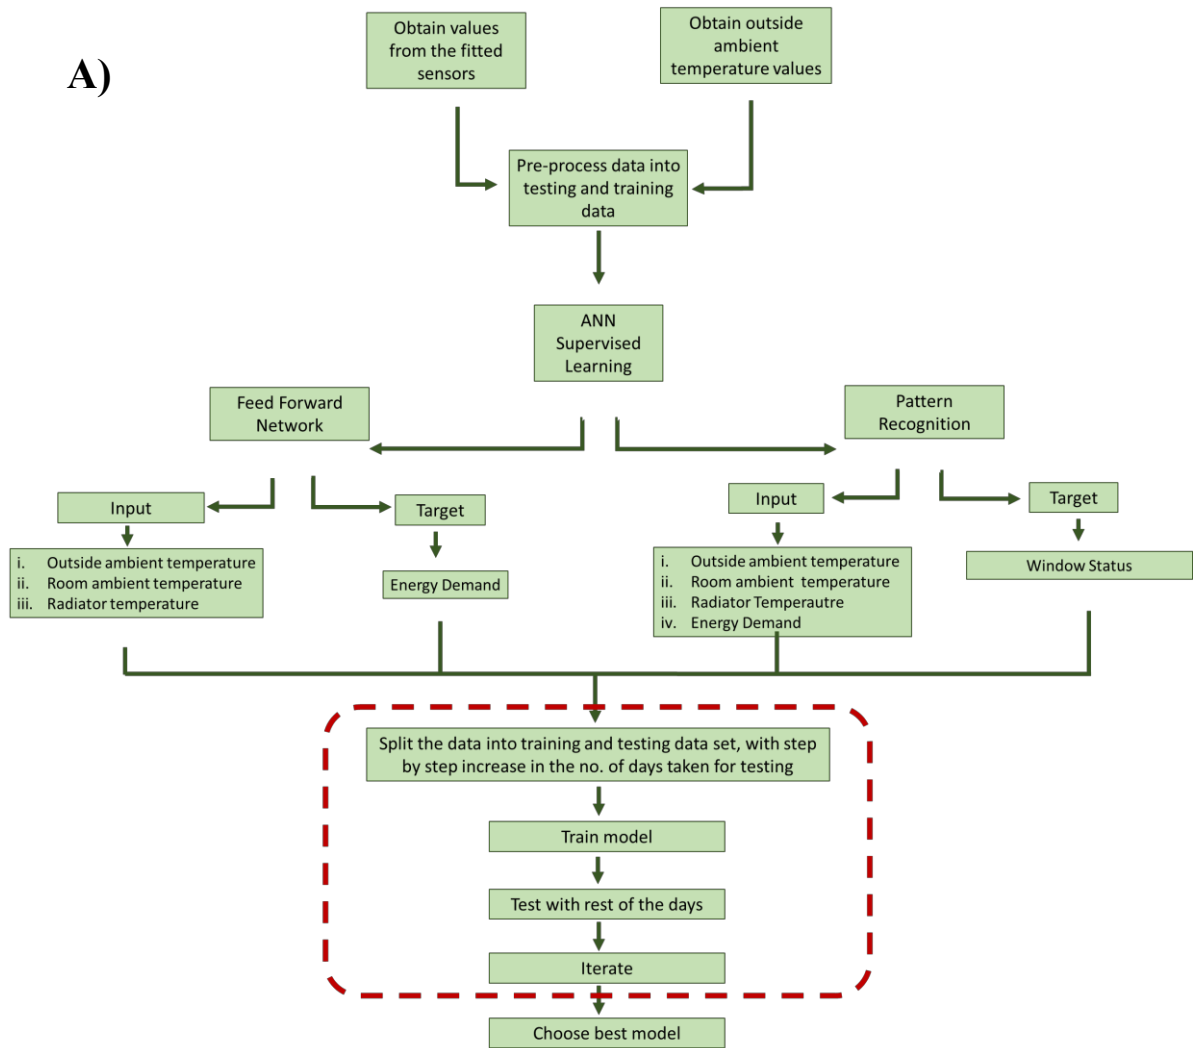 A)
Obtain values
from the fitted
sensors
Obtain outside
ambient
temperature values
Pre-process data into
testing and training
data
ANN
Supervised
Learning
Feed Forward
Network
Pattern
Recognition
Input
Target
Input
Target
i. Outside ambient temperature
ii. Room ambient temperature
iii. Radiator temperature
Energy Demand
i. Outside ambient temperature
ii. Room ambient temperature
iii. Radiator Temperautre
iv. Energy Demand
Window Status
Split the data into training and testing data set, with step
by step increase in the no. of days taken for testing
Train model
Test with rest of the days
Iterate
Choose best model